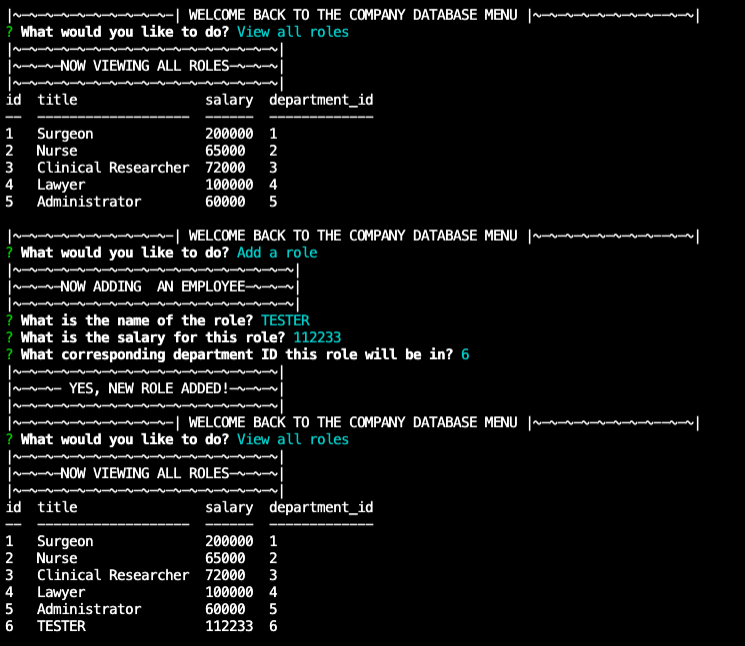 |~~~~~~~~~~~~~~~~~~~~| WELCOME BACK TO THE COMPANY DATABASE MENU |~~~~~~~~~~~~~~~~~~~~|
? What would you like to do? View all roles
|~~~~~~~~~~~~~~~~~~~~~~~~~~~~~~~~~|
|~~~~~~NOW VIEWING ALL ROLES~~~~~~|
|~~~~~~~~~~~~~~~~~~~~~~~~~~~~~~~~~|
id  title                salary  department_id
--  -------------------  ------  -------------
1   Surgeon              200000  1
2   Nurse                65000   2
3   Clinical Researcher  72000   3
4   Lawyer               100000  4
5   Administrator        60000   5

|~~~~~~~~~~~~~~~~~~~~| WELCOME BACK TO THE COMPANY DATABASE MENU |~~~~~~~~~~~~~~~~~~~~|
? What would you like to do? Add a role
|~~~~~~~~~~~~~~~~~~~~~~~~~~~~~~~~~~~|
|~~~~~~NOW ADDING  AN EMPLOYEE~~~~~~|
|~~~~~~~~~~~~~~~~~~~~~~~~~~~~~~~~~~~|
? What is the name of the role? TESTER
? What is the salary for this role? 112233
? What corresponding department ID this role will be in? 6
|~~~~~~~~~~~~~~~~~~~~~~~~~~~~~~~~~|
|~~~~~~ YES, NEW ROLE ADDED!~~~~~~|
|~~~~~~~~~~~~~~~~~~~~~~~~~~~~~~~~~|
|~~~~~~~~~~~~~~~~~~~~| WELCOME BACK TO THE COMPANY DATABASE MENU |~~~~~~~~~~~~~~~~~~~~|
? What would you like to do? View all roles
|~~~~~~~~~~~~~~~~~~~~~~~~~~~~~~~~~|
|~~~~~~NOW VIEWING ALL ROLES~~~~~~|
|~~~~~~~~~~~~~~~~~~~~~~~~~~~~~~~~~|
id  title                salary  department_id
--  -------------------  ------  -------------
1   Surgeon              200000  1
2   Nurse                65000   2
3   Clinical Researcher  72000   3
4   Lawyer               100000  4
5   Administrator        60000   5
6   TESTER               112233  6